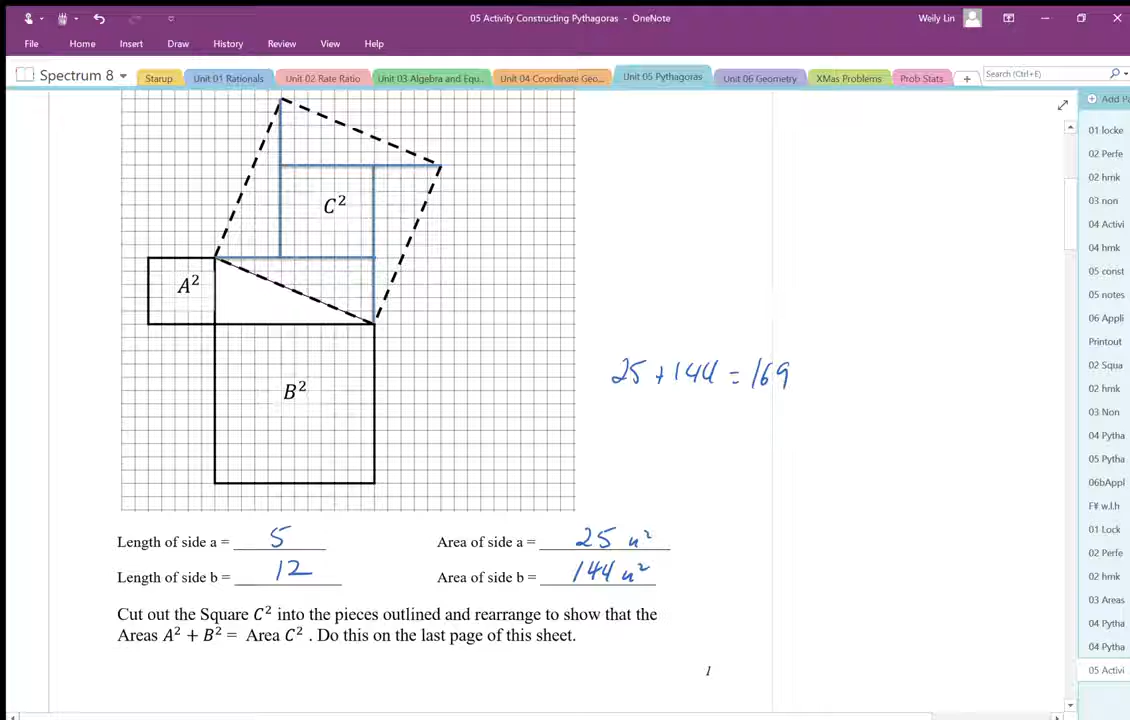 05 Activity Constructing Pythagoras - OneNote
Weily Lin
File Home Insert Draw History Review View Help
Spectrum 8
Starup
Unit 01 Rationals
Unit 02 Rate Ratio
Unit 03 Algebra and Equ...
Unit 04 Coordinate Geo...
Unit 05 Pythagoras
Unit 06 Geometry
XMas Problems
Prob Stats
+
Search (Ctrl+E)
Add Pa
01 locke
02 Perfe
02 hmk
03 non
04 Activi
04 hmk
05 const
05 notes
06 Appli
Printout
02 Squa
02 hmk
03 Non
04 Pytha
05 Pytha
06bAppl
F¥ w.l.h
01 Lock
02 Perfe
02 hmk
03 Areas
04 Pytha
04 Pytha
05 Activi
C²
A²
B²
25 + 144 = 169
Length of side a = 5
Area of side a = 25 u²
Length of side b = 12
Area of side b = 144 u²
Cut out the Square C² into the pieces outlined and rearrange to show that the
Areas A² + B² = Area C² . Do this on the last page of this sheet.
1